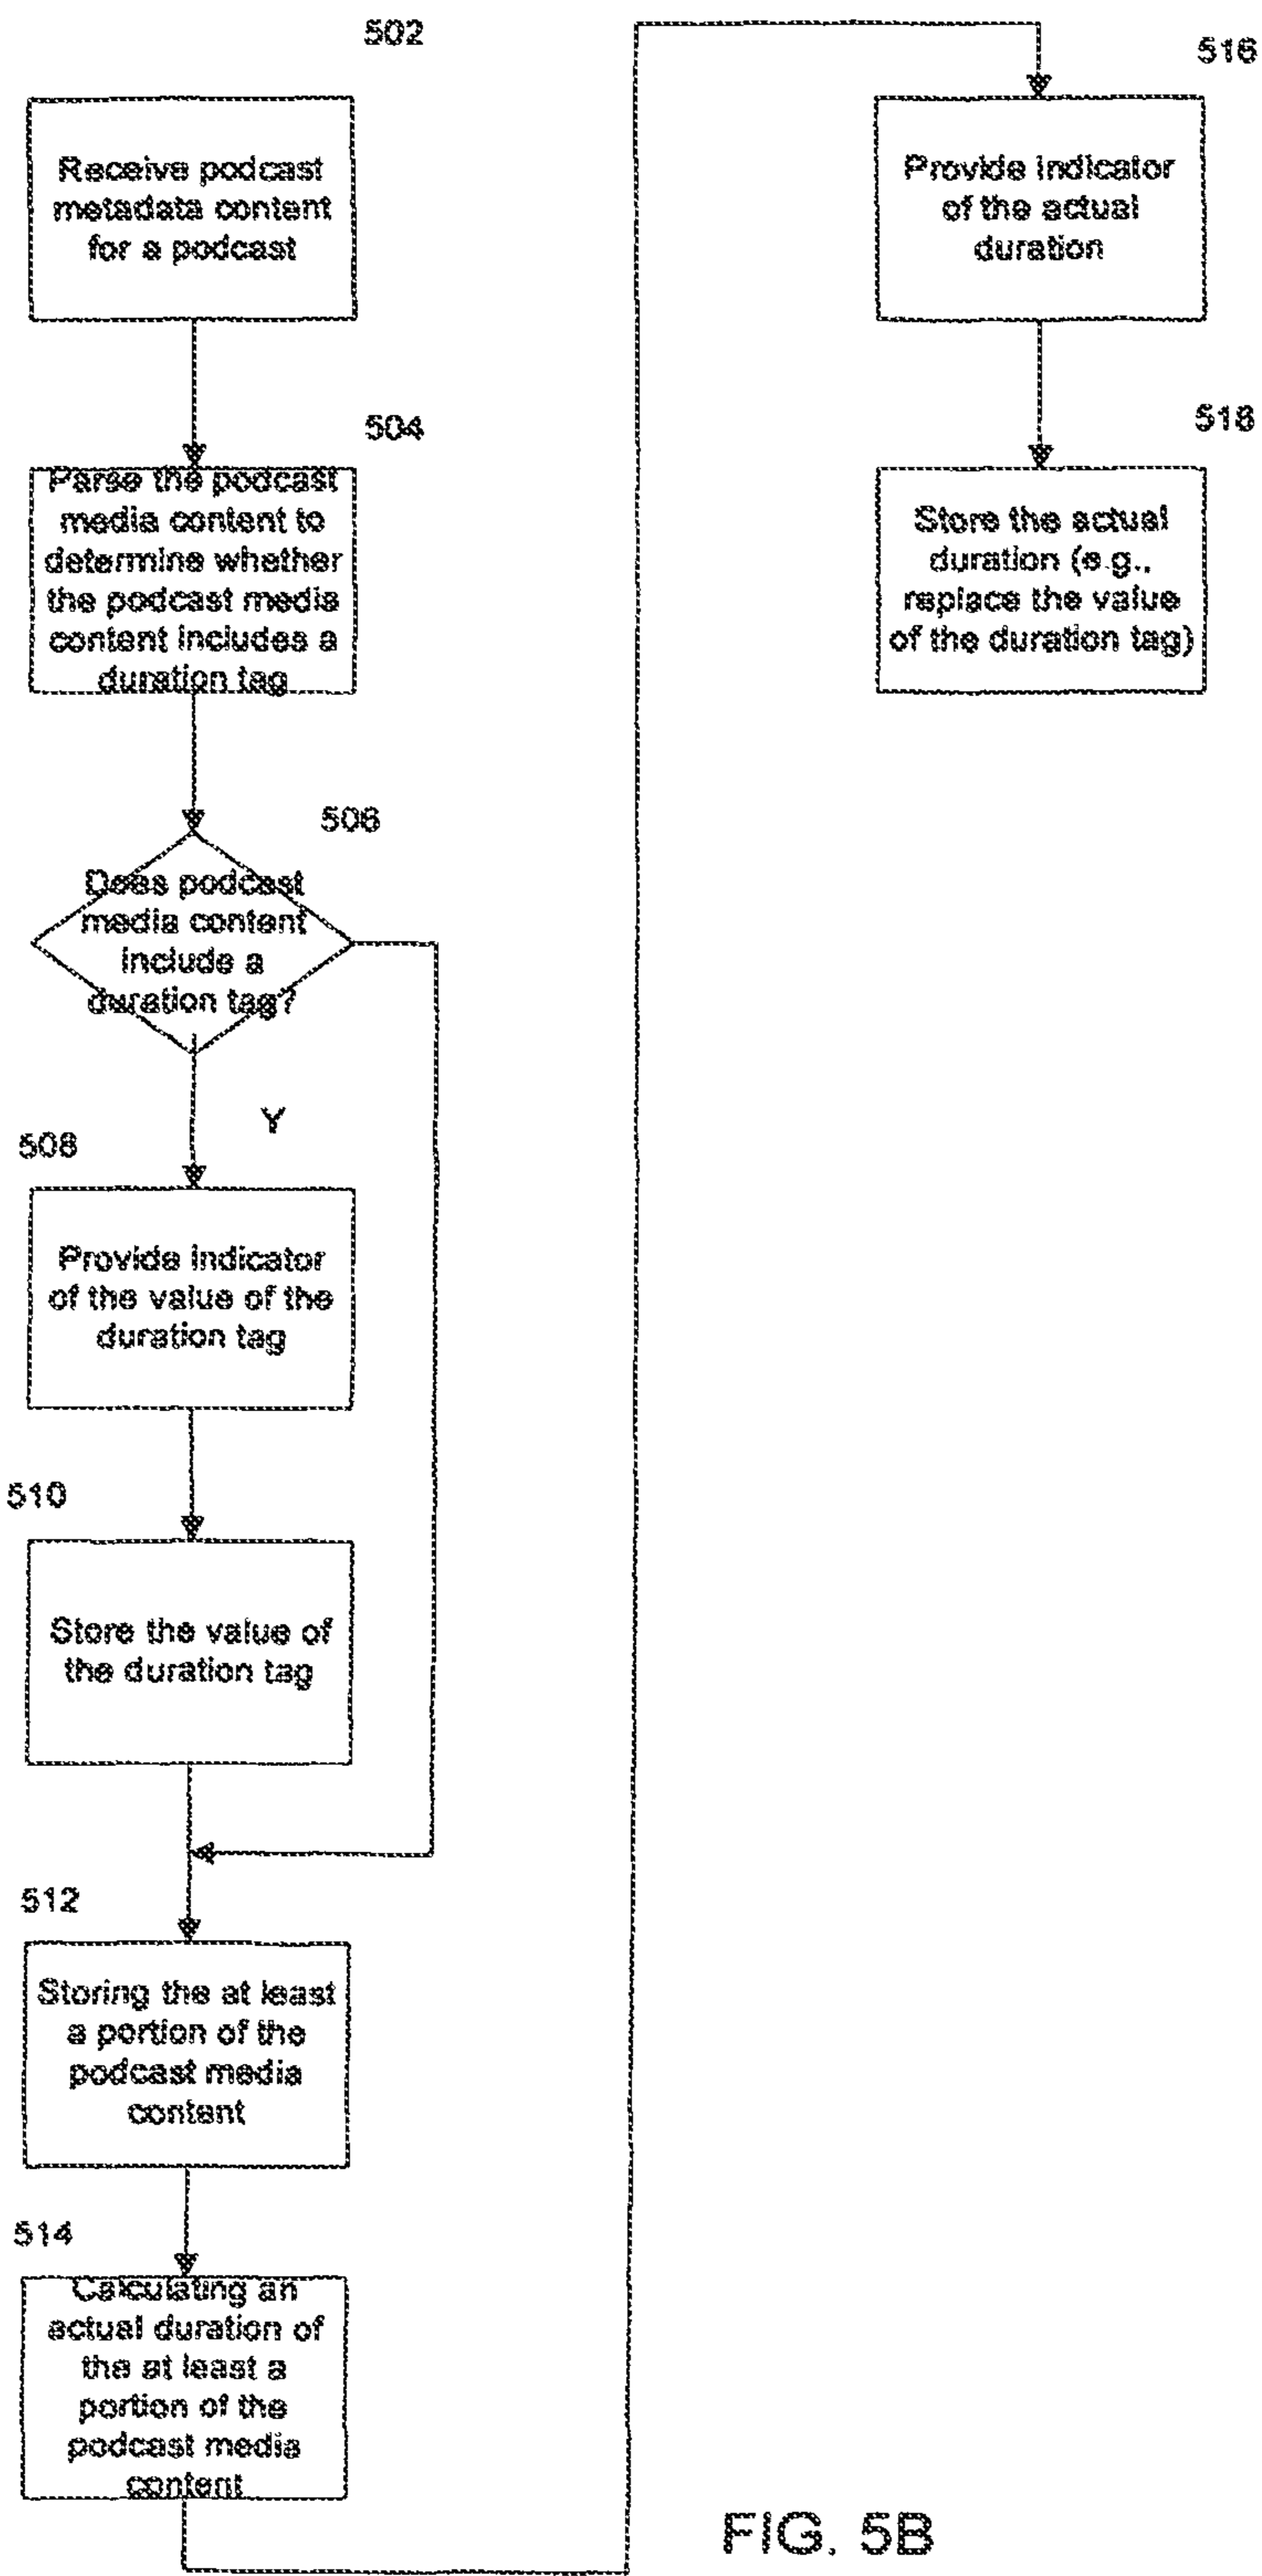 502
Receive podcast
metadata content
for a podcast
504
Parse the podcast
media content to
determine whether
the podcast media
content includes a
duration tag
506
Does podcast
media content
include a
duration tag?
Y
508
Provide indicator
of the value of the
duration tag
510
Store the value of
the duration tag
512
Storing the at least
a portion of the
podcast media
content
514
Calculating an
actual duration of
the at least a
portion of the
podcast media
content
516
Provide indicator
of the actual
duration
518
Store the actual
duration (e.g.,
replace the value
of the duration tag)
FIG. 5B